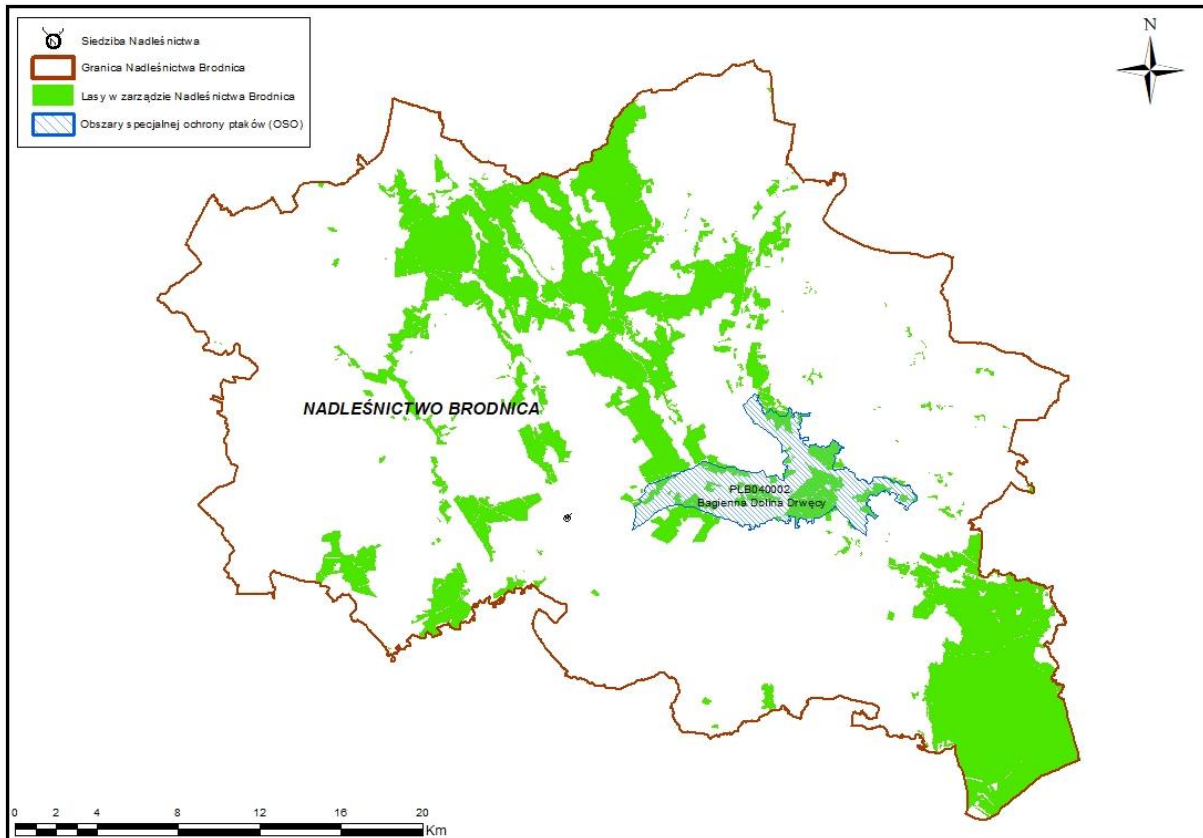 Siedziba Nadleśnictwa
Granica Nadleśnictwa Brodnica
Lasy w zarządzie Nadleśnictwa Brodnica
Obszary specjalnej ochrony ptaków (OSO)
N
NADLEŚNICTWO BRODNICA
PLB040002
Bagienna Dolina Drwęcy
0 2 4 8 12 16 20
Km